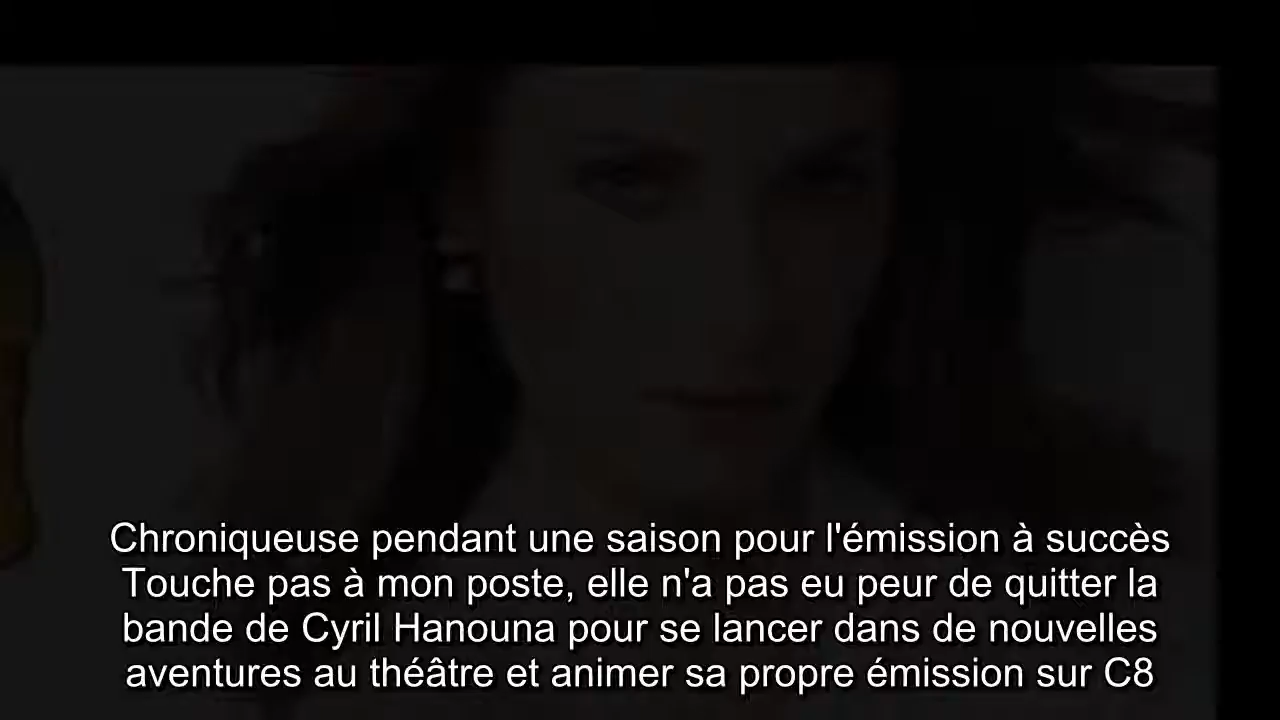 Chroniqueuse pendant une saison pour l'émission à succès
Touche pas à mon poste, elle n'a pas eu peur de quitter la
bande de Cyril Hanouna pour se lancer dans de nouvelles
aventures au théâtre et animer sa propre émission sur C8